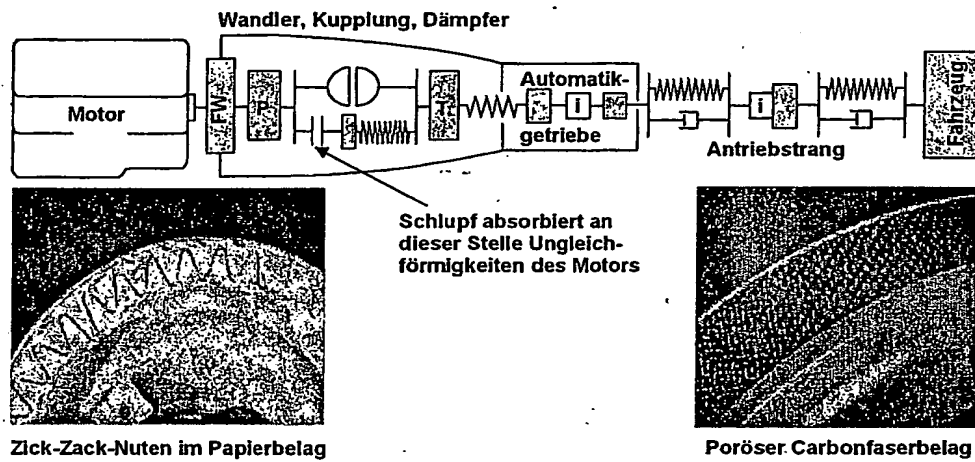 Wandler, Kupplung, Dämpfer
Motor
FW
P
T
Automatik-
getriebe
i
i
Antriebstrang
Fahrzeug
Schlupf absorbiert an
dieser Stelle Ungleich-
förmigkeiten des Motors
Zick-Zack-Nuten im Papierbelag
Poröser Carbonfaserbelag